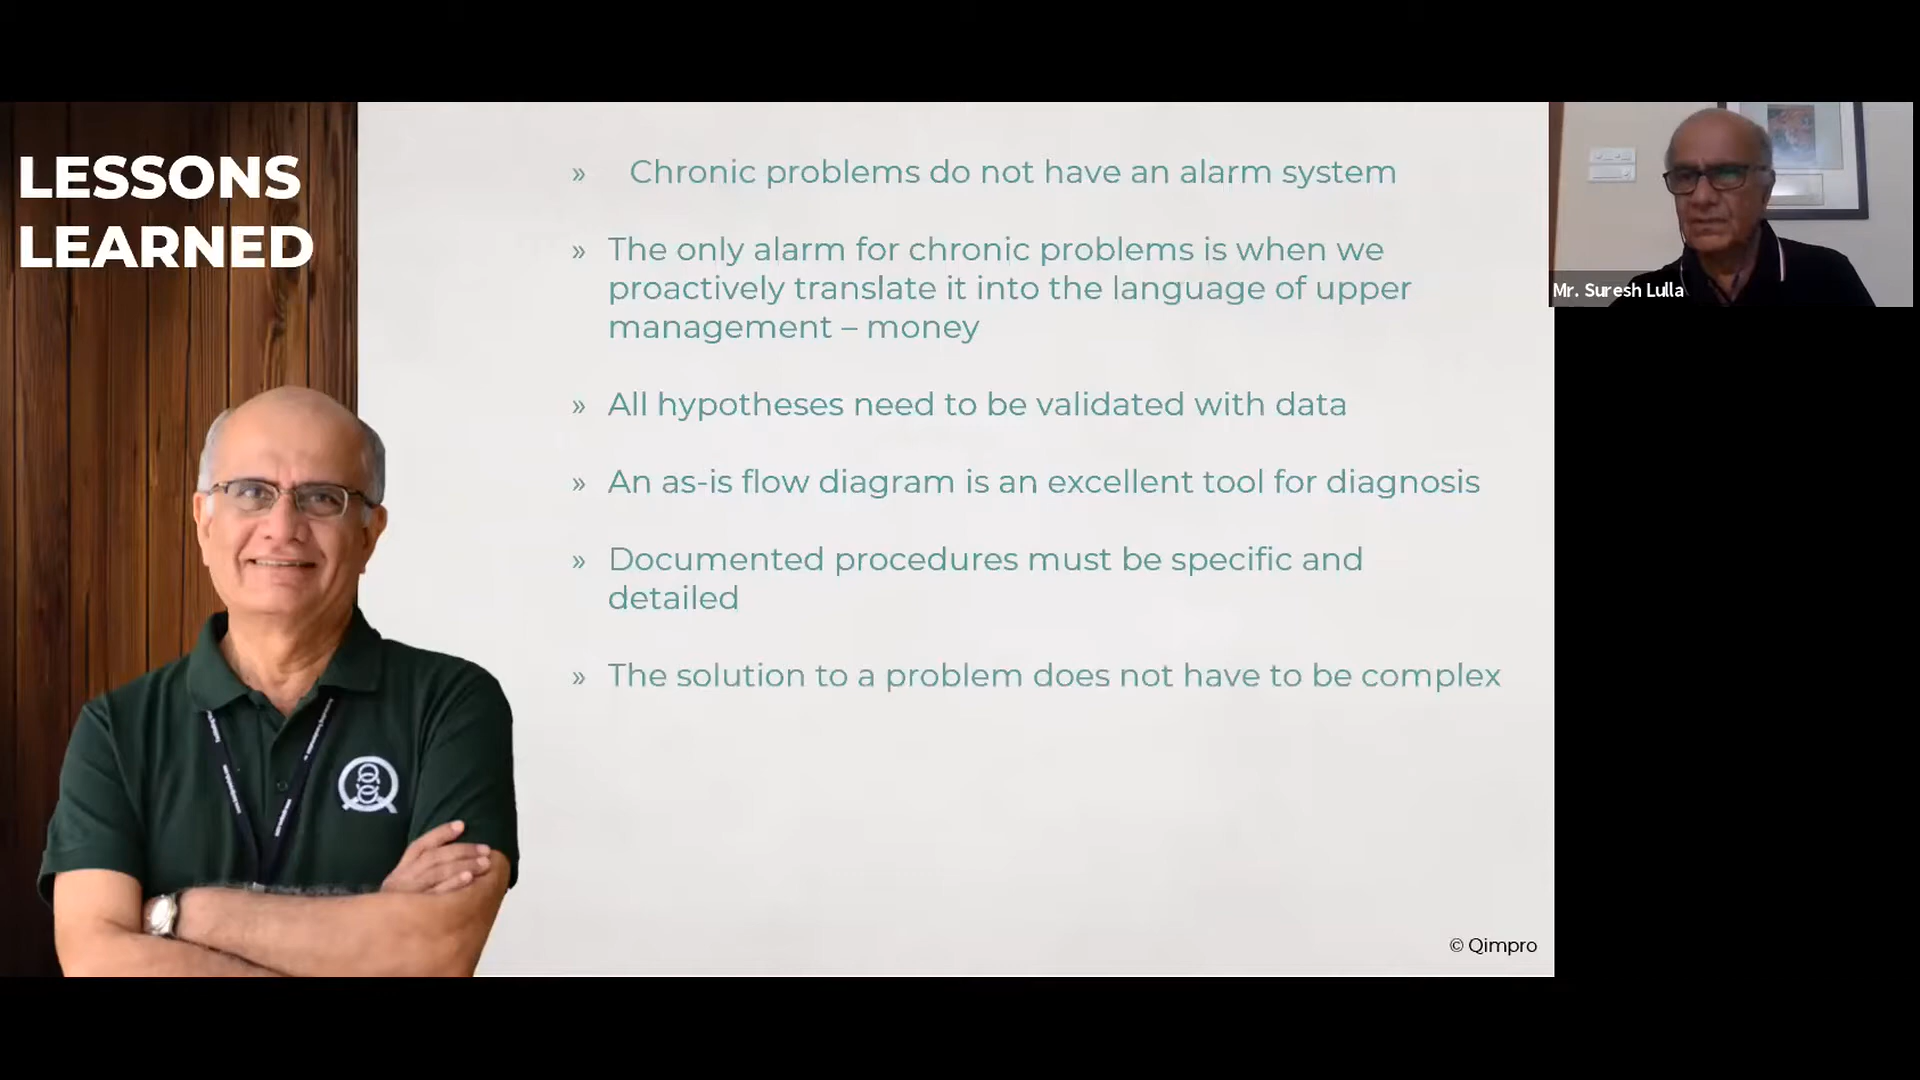 LESSONS
LEARNED
» Chronic problems do not have an alarm system
» The only alarm for chronic problems is when we
proactively translate it into the language of upper
management – money
» All hypotheses need to be validated with data
» An as-is flow diagram is an excellent tool for diagnosis
» Documented procedures must be specific and
detailed
» The solution to a problem does not have to be complex
© Qimpro
Mr. Suresh Lulla